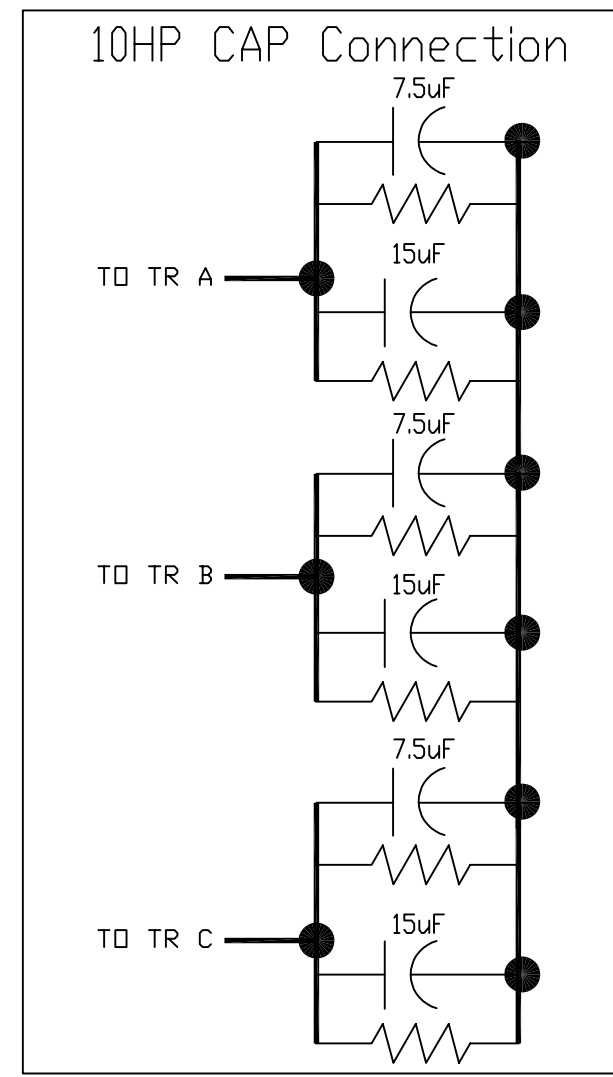 10HP CAP Connection
7.5uF
15uF
TO TR A
7.5uF
15uF
TO TR B
7.5uF
15uF
TO TR C